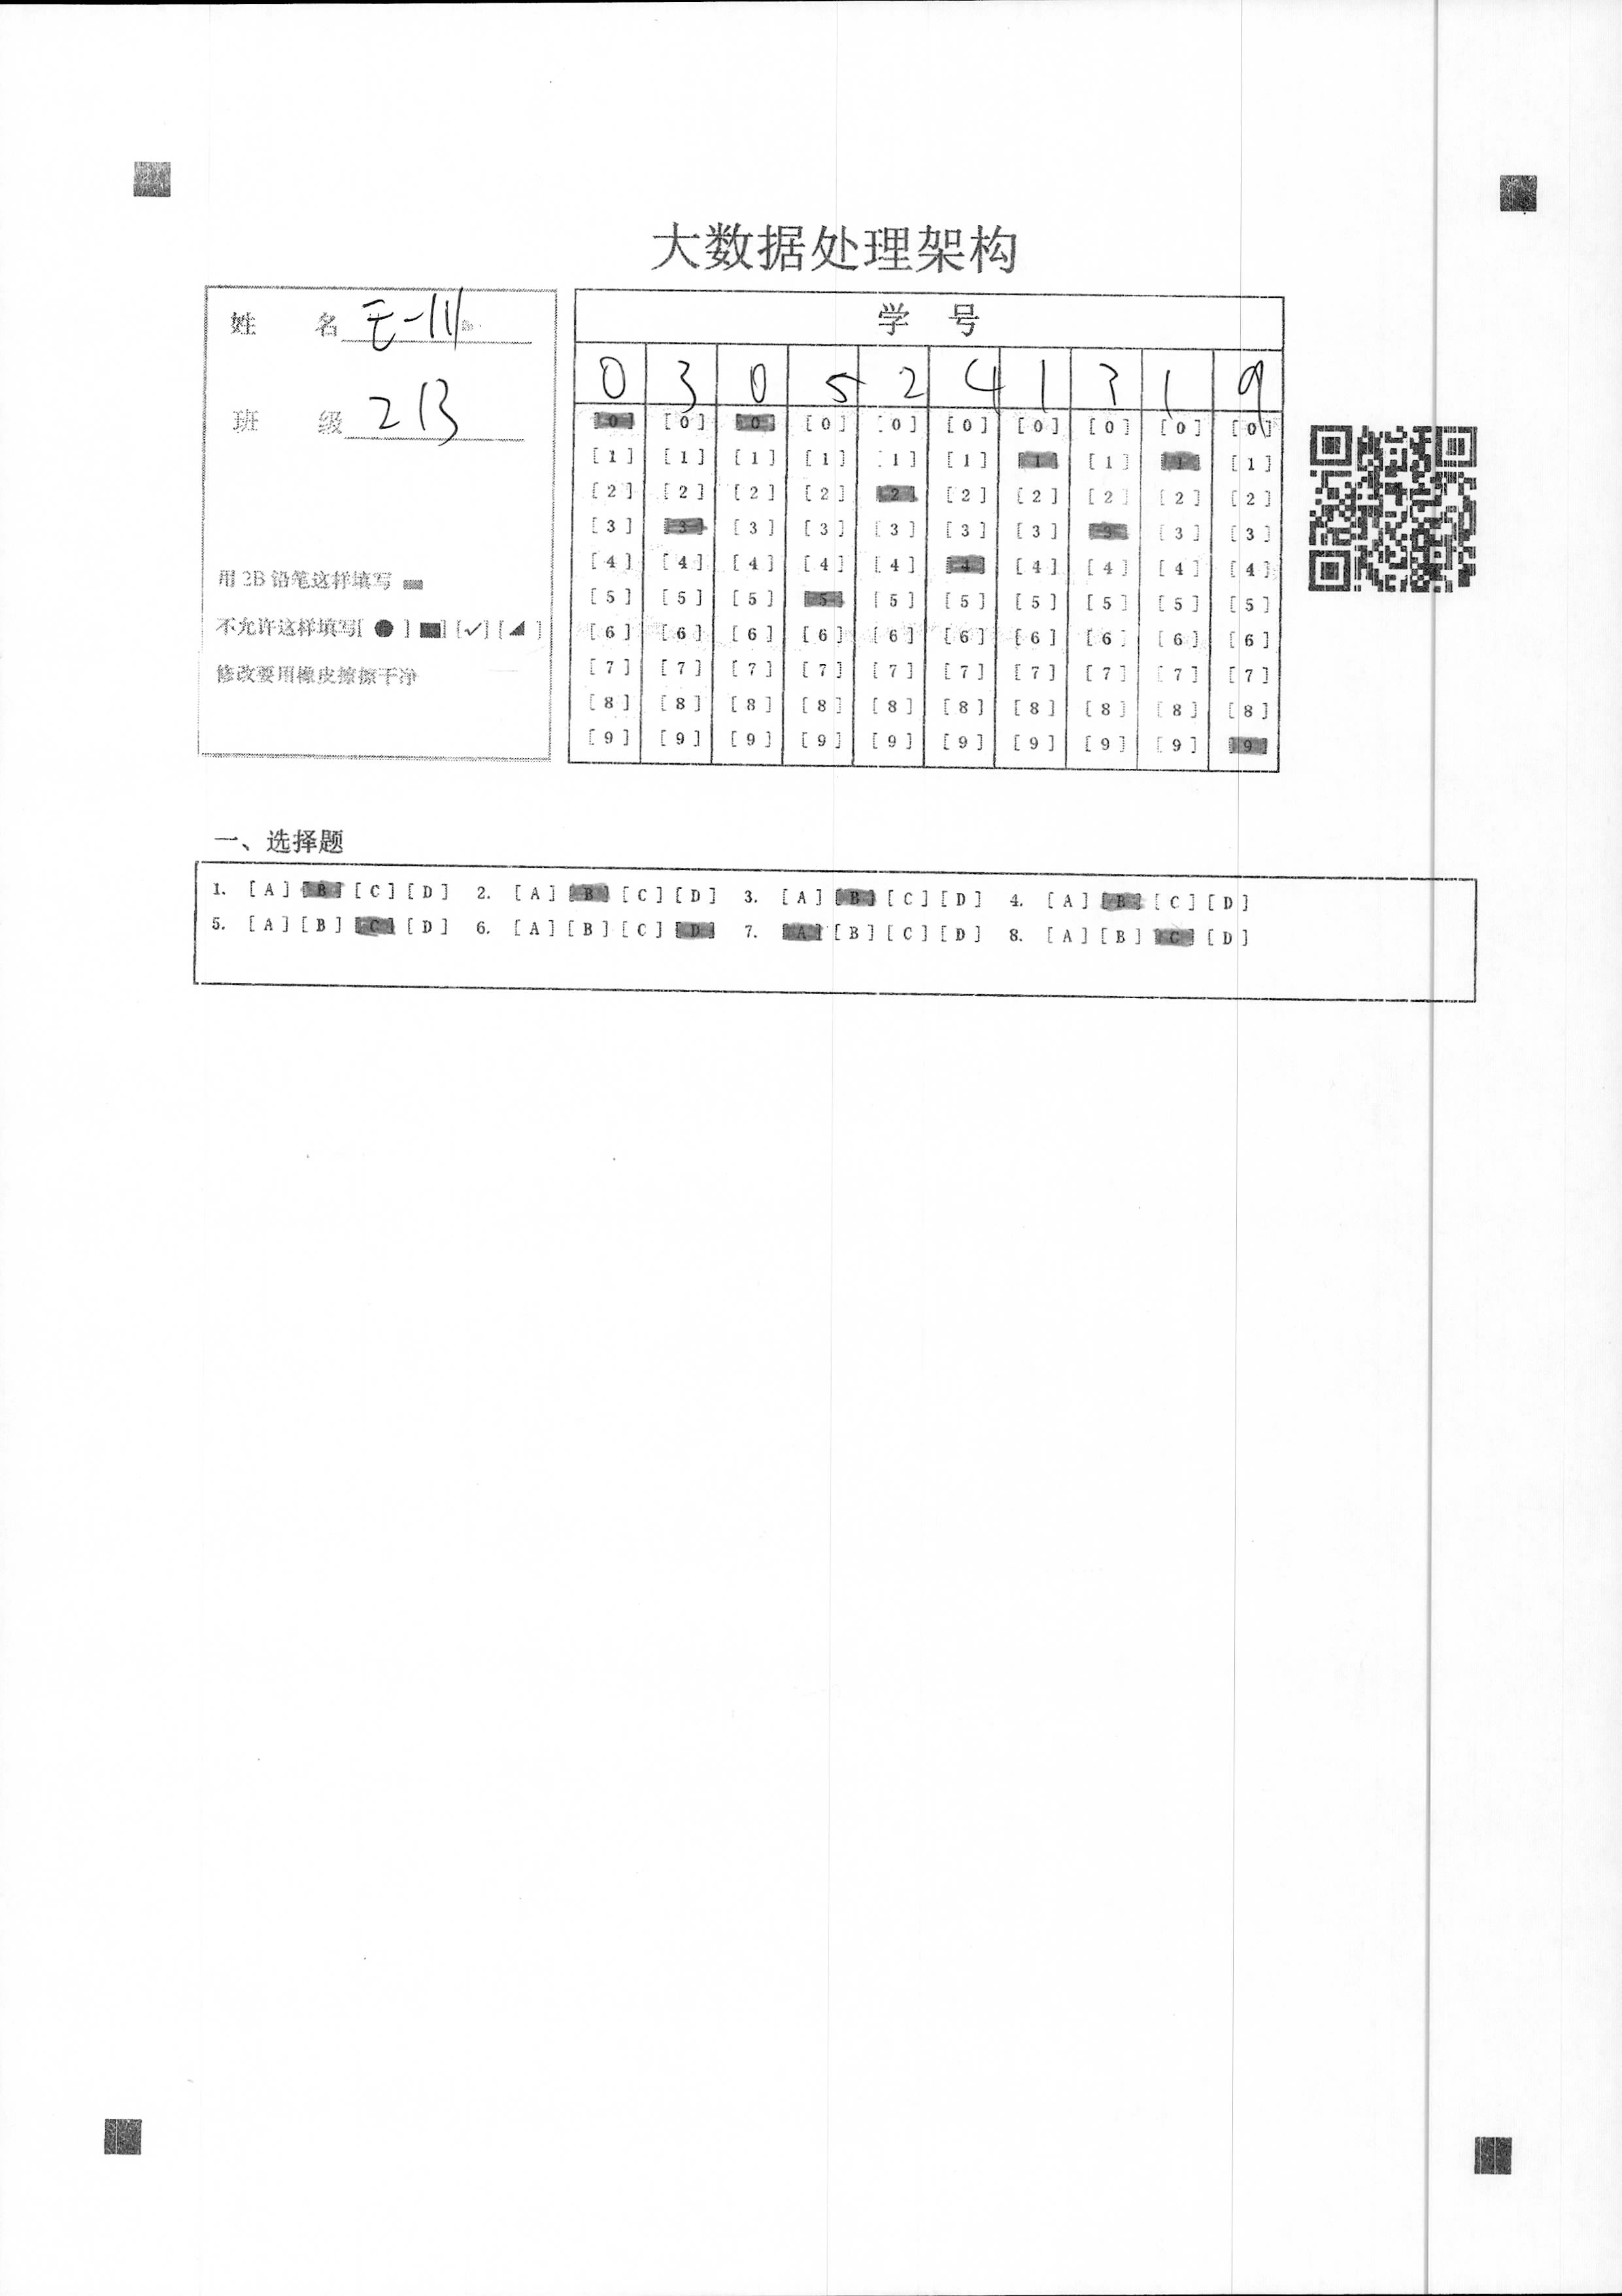 大数据处理架构
姓 名
班 级 213
用 2B 铅笔这样填写
不允许这样填写[ ● ] [■] [✓] [◢ ]
修改要用橡皮擦擦干净
学 号
0 3 0 5 2 4 1 3 1 9
[0] [0] [0] [0] [0] [0] [0] [0] [0] [0]
[1] [1] [1] [1] [1] [1] [1] [1] [1] [1]
[2] [2] [2] [2] [2] [2] [2] [2] [2] [2]
[3] [3] [3] [3] [3] [3] [3] [3] [3] [3]
[4] [4] [4] [4] [4] [4] [4] [4] [4] [4]
[5] [5] [5] [5] [5] [5] [5] [5] [5] [5]
[6] [6] [6] [6] [6] [6] [6] [6] [6] [6]
[7] [7] [7] [7] [7] [7] [7] [7] [7] [7]
[8] [8] [8] [8] [8] [8] [8] [8] [8] [8]
[9] [9] [9] [9] [9] [9] [9] [9] [9] [9]
一、选择题
1. [A] [B] [C] [D] 2. [A] [B] [C] [D] 3. [A] [B] [C] [D] 4. [A] [B] [C] [D]
5. [A] [B] [C] [D] 6. [A] [B] [C] [D] 7. [A] [B] [C] [D] 8. [A] [B] [C] [D]